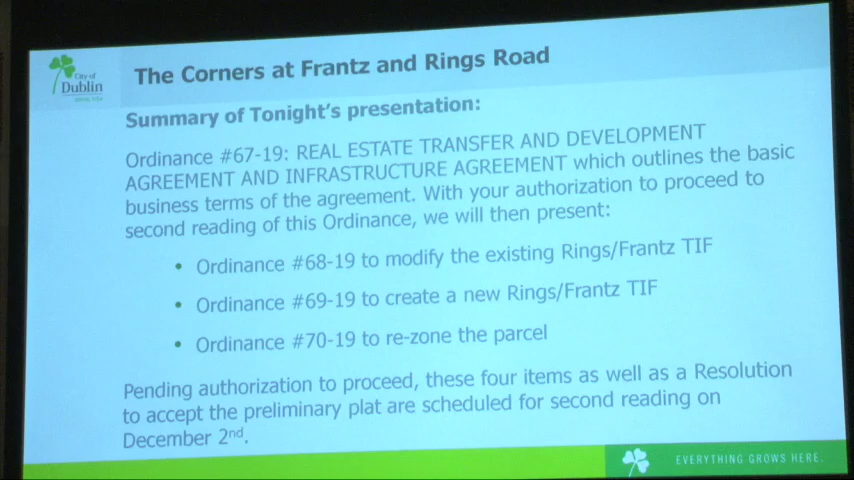 City of
Dublin
The Corners at Frantz and Rings Road
Summary of Tonight's presentation:
Ordinance #67-19: REAL ESTATE TRANSFER AND DEVELOPMENT
AGREEMENT AND INFRASTRUCTURE AGREEMENT which outlines the basic
business terms of the agreement. With your authorization to proceed to
second reading of this Ordinance, we will then present:
• Ordinance #68-19 to modify the existing Rings/Frantz TIF
• Ordinance #69-19 to create a new Rings/Frantz TIF
• Ordinance #70-19 to re-zone the parcel
Pending authorization to proceed, these four items as well as a Resolution
to accept the preliminary plat are scheduled for second reading on
December 2nd.
EVERYTHING GROWS HERE.